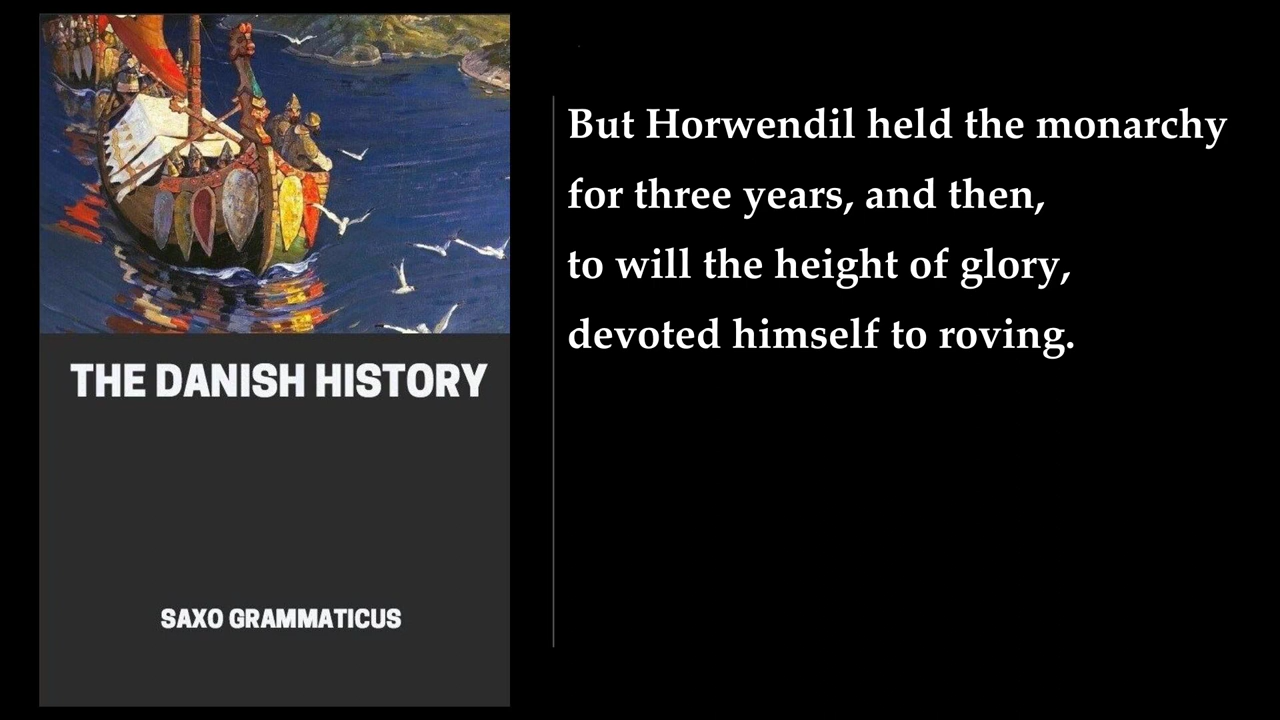 THE DANISH HISTORY
SAXO GRAMMATICUS
But Horwendil held the monarchy
for three years, and then,
to will the height of glory,
devoted himself to roving.